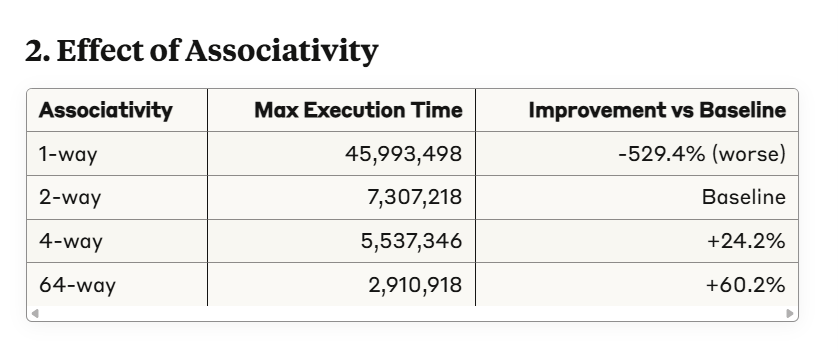 2. Effect of Associativity
Associativity Max Execution Time Improvement vs Baseline
1-way 45,993,498 -529.4% (worse)
2-way 7,307,218 Baseline
4-way 5,537,346 +24.2%
64-way 2,910,918 +60.2%